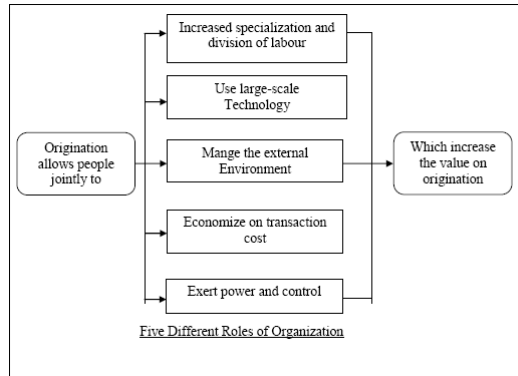 Increased specialization and
division of labour
Use large-scale
Technology
Origination
allows people
jointly to
Mange the external
Environment
Which increase
the value on
origination
Economize on transaction
cost
Exert power and control
Five Different Roles of Organization